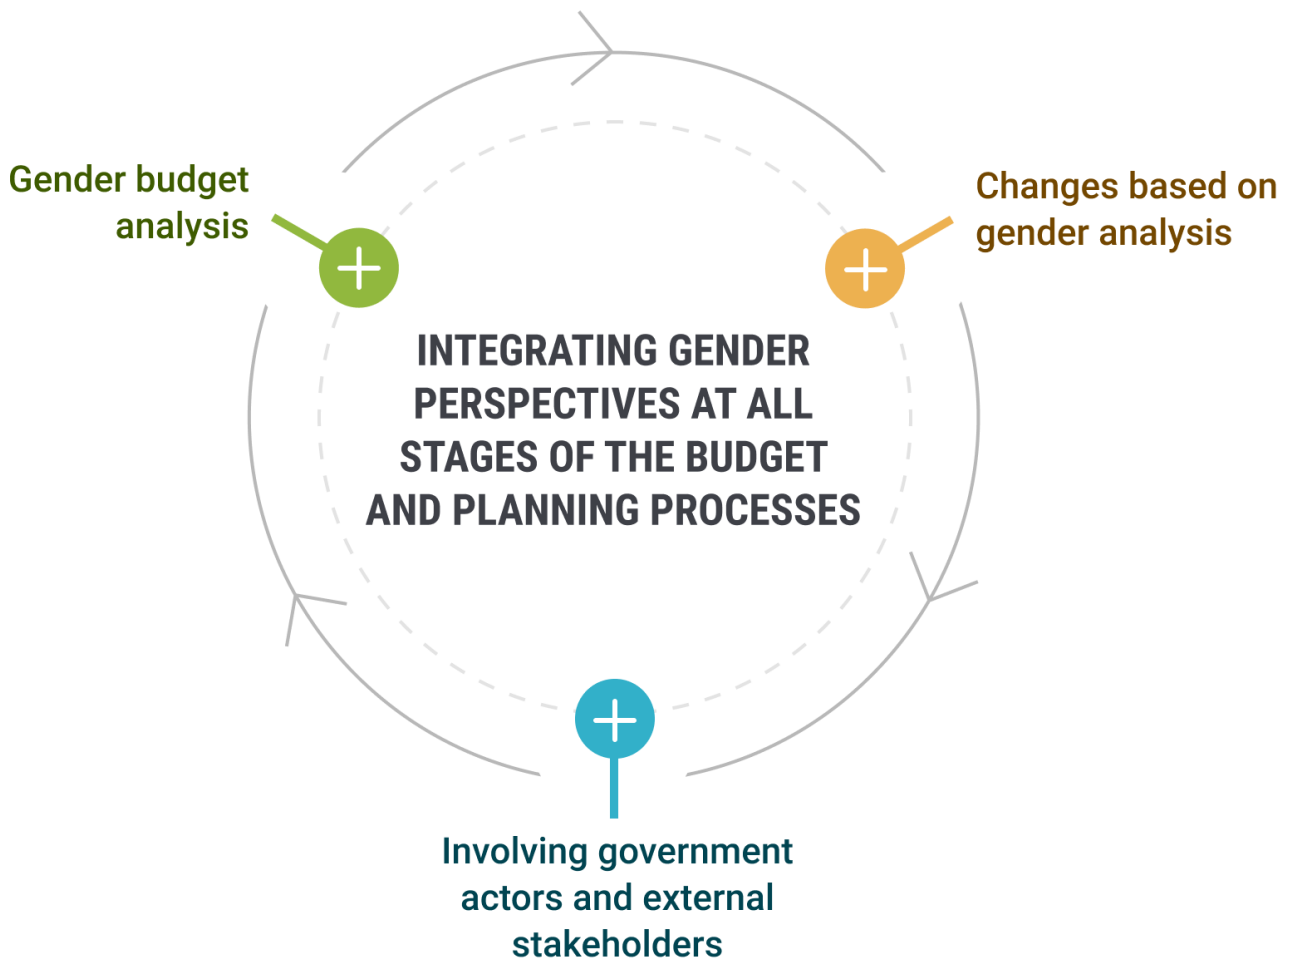 Gender budget
analysis
Changes based on
gender analysis
INTEGRATING GENDER
PERSPECTIVES AT ALL
STAGES OF THE BUDGET
AND PLANNING PROCESSES
Involving government
actors and external
stakeholders